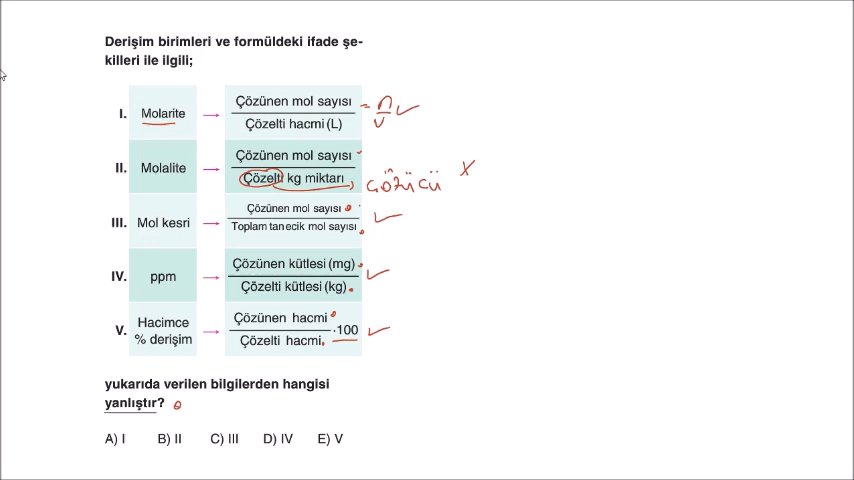 Derişim birimleri ve formüldeki ifade şe-
killeri ile ilgili;
I. Molarite → Çözünen mol sayısı = n
Çözelti hacmi (L) v
II. Molalite → Çözünen mol sayısı
Çözelti kg miktarı çözücü X
III. Mol kesri → Çözünen mol sayısı
Toplam tanecik mol sayısı
IV. ppm → Çözünen kütlesi (mg)
Çözelti kütlesi (kg)
V. Hacimce
% derişim → Çözünen hacmi
Çözelti hacmi ·100
yukarıda verilen bilgilerden hangisi
yanlıştır?
A) I B) II C) III D) IV E) V